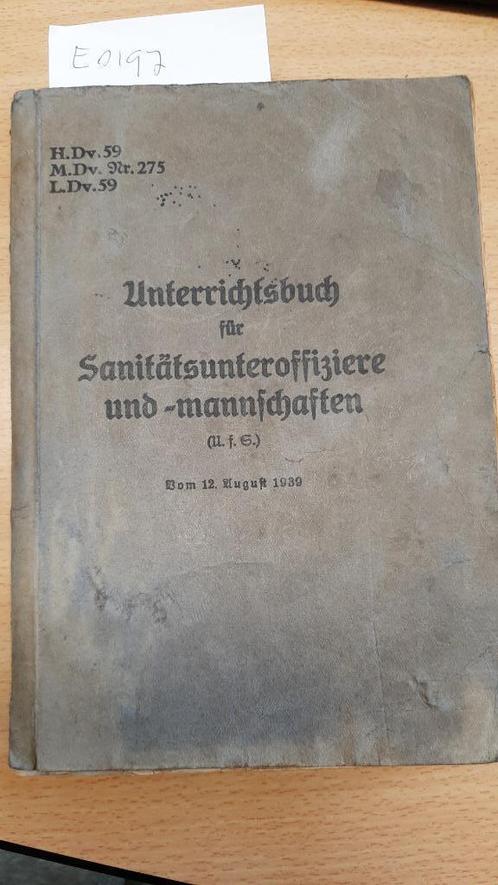 E0197
H.Dv.59
M.Dv. Nr. 275
L.Dv.59
Unterrichtsbuch
für
Sanitätsunteroffiziere
und -mannschaften
(U. f. S.)
Vom 12. August 1939